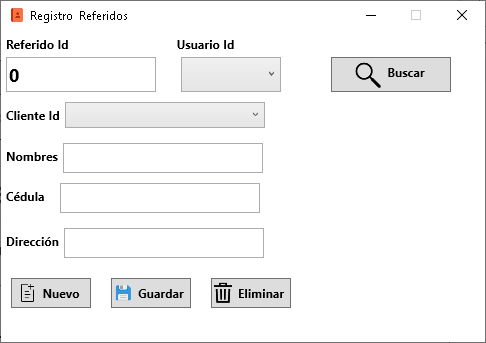 Registro Referidos
Referido Id Usuario Id
0 Buscar
Cliente Id
Nombres
Cédula
Dirección
Nuevo Guardar Eliminar